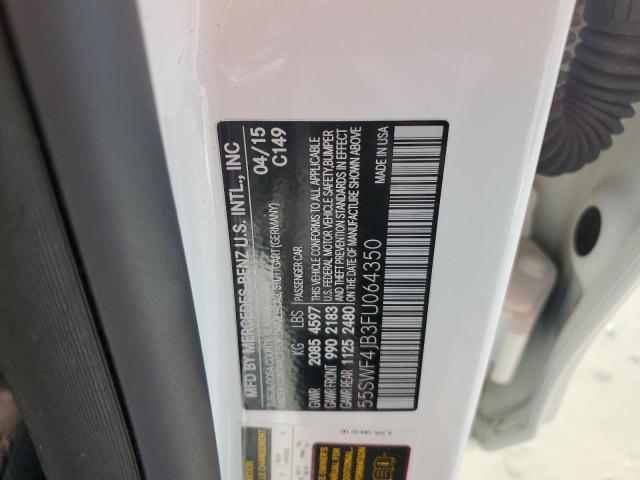 MFD BY MERCEDES-BENZ U.S. INTL., INC
04/15
C149
STUTTGART (GERMANY)
KG LBS
GVWR 2085 4597
GAWR FRONT 990 2183
GAWR REAR 1125 2480
PASSENGER CAR
THIS VEHICLE CONFORMS TO ALL APPLICABLE
U.S. FEDERAL MOTOR VEHICLE SAFETY, BUMPER
AND THEFT PREVENTION STANDARDS IN EFFECT
ON THE DATE OF MANUFACTURE SHOWN ABOVE
55SWF4JB3FU064350
MADE IN USA